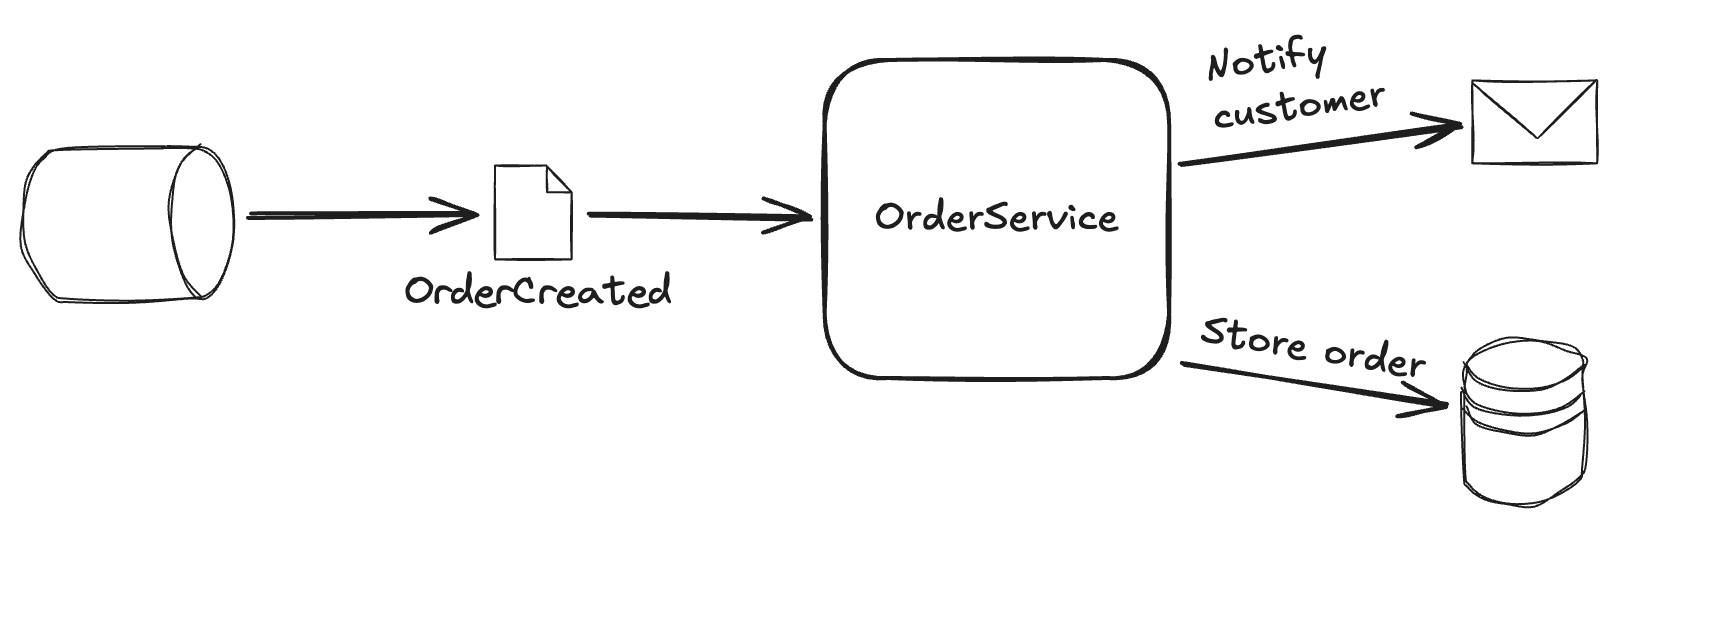 OrderCreated
OrderService
Notify
customer
Store order